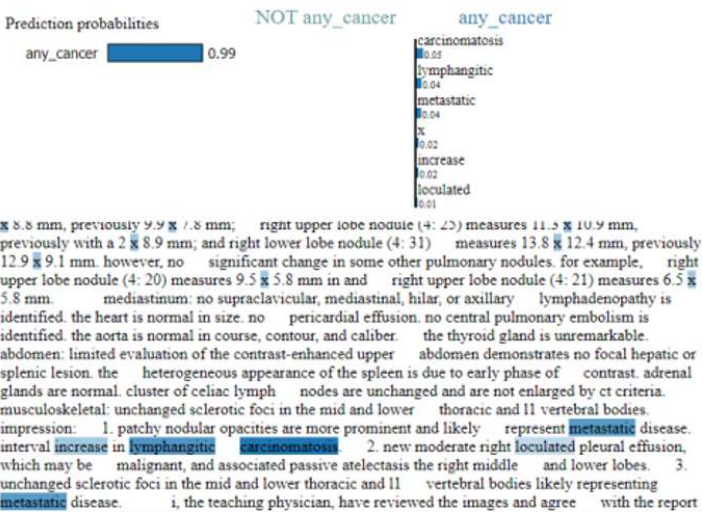 Prediction probabilities
any_cancer 0.99
NOT any_cancer any_cancer
carcinomatosis
0.05
lymphangitic
0.04
metastatic
0.04
x
0.02
increase
0.02
loculated
0.01
x 8.8 mm, previously 9.9 x 7.8 mm; right upper lobe nodule (4: 25) measures 11.3 x 10.9 mm,
previously with a 2 x 8.9 mm; and right lower lobe nodule (4: 31) measures 13.8 x 12.4 mm, previously
12.9 x 9.1 mm. however, no significant change in some other pulmonary nodules. for example, right
upper lobe nodule (4: 20) measures 9.5 x 5.8 mm in and right upper lobe nodule (4: 21) measures 6.5 x
5.8 mm. mediastinum: no supraclavicular, mediastinal, hilar, or axillary lymphadenopathy is
identified. the heart is normal in size. no pericardial effusion. no central pulmonary embolism is
identified. the aorta is normal in course, contour, and caliber. the thyroid gland is unremarkable.
abdomen: limited evaluation of the contrast-enhanced upper abdomen demonstrates no focal hepatic or
splenic lesion. the heterogeneous appearance of the spleen is due to early phase of contrast. adrenal
glands are normal. cluster of celiac lymph nodes are unchanged and are not enlarged by ct criteria.
musculoskeletal: unchanged sclerotic foci in the mid and lower thoracic and l1 vertebral bodies.
impression: 1. patchy nodular opacities are more prominent and likely represent metastatic disease.
interval increase in lymphangitic carcinomatosis. 2. new moderate right loculated pleural effusion,
which may be malignant, and associated passive atelectasis the right middle and lower lobes. 3.
unchanged sclerotic foci in the mid and lower thoracic and l1 vertebral bodies likely representing
metastatic disease. i, the teaching physician, have reviewed the images and agree with the report